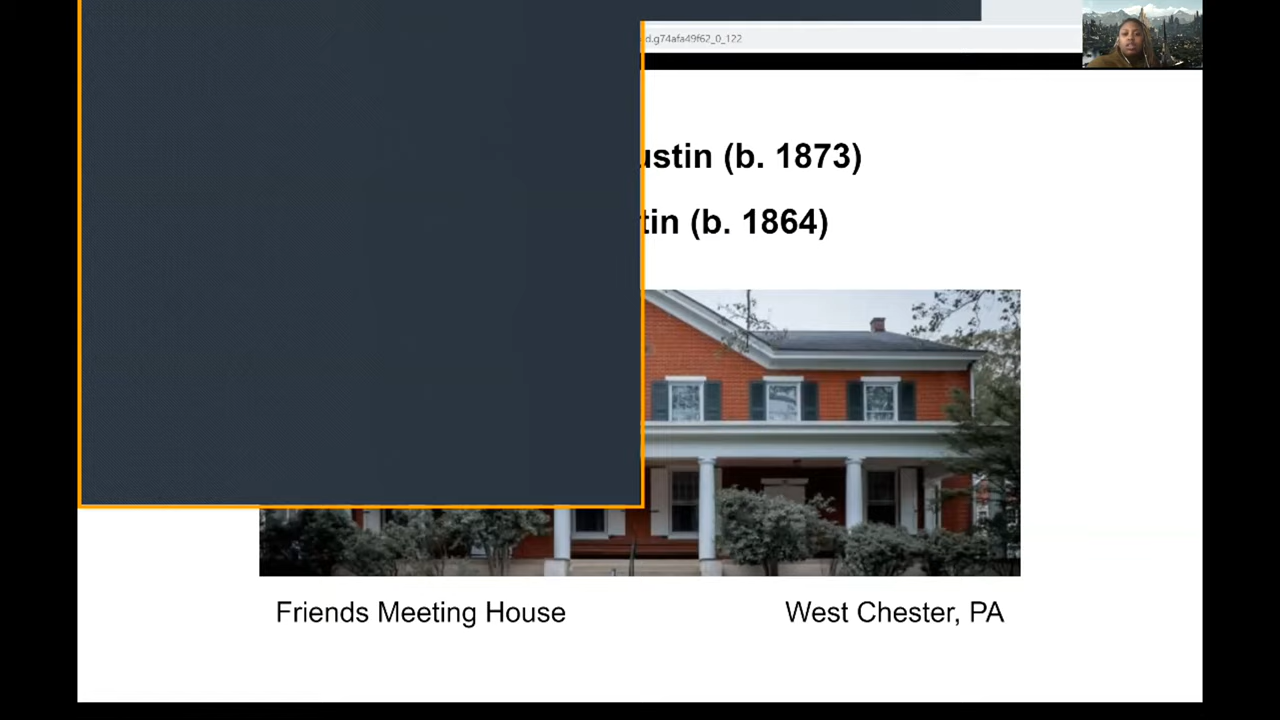 d.g74afa49f62_0_122
ustin (b. 1873)
tin (b. 1864)
Friends Meeting House
West Chester, PA